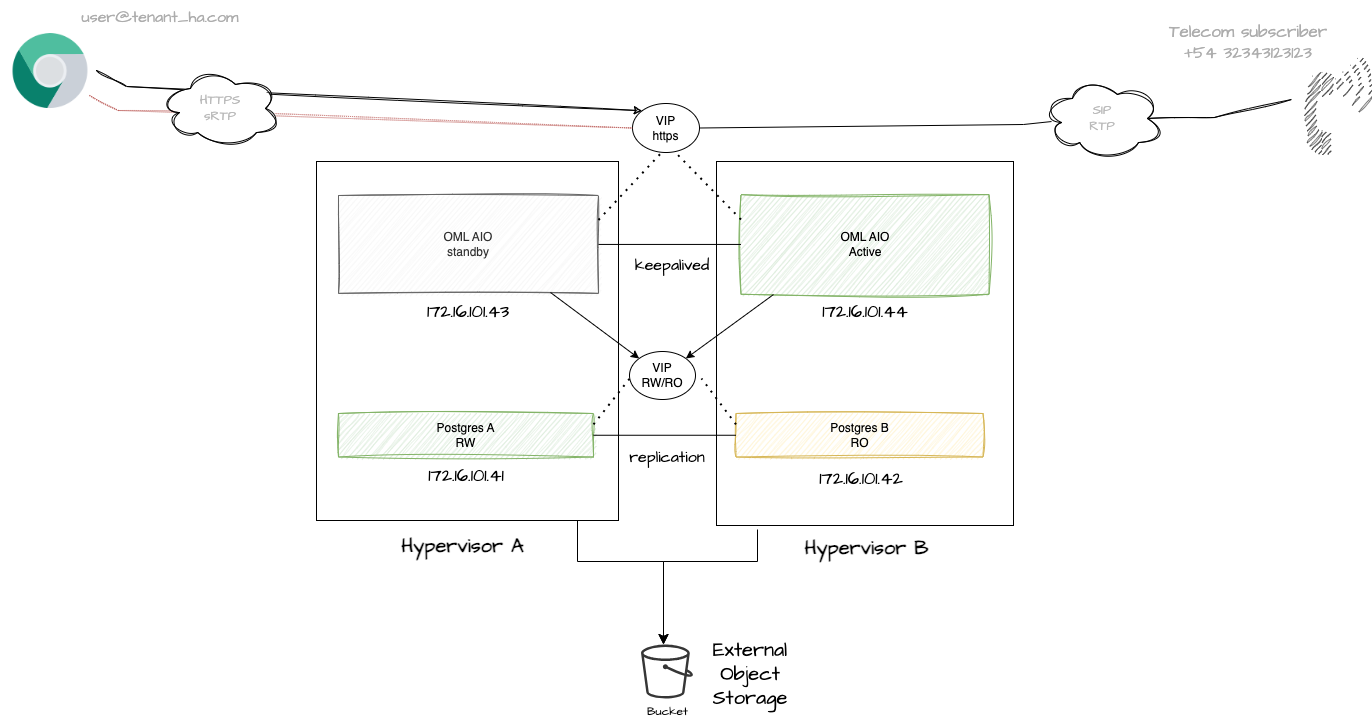 user@tenant_ha.com
Telecom subscriber
+54 32343123123
HTTPS
sRTP
VIP
https
SIP
RTP
OML AIO
standby
OML AIO
Active
keepalived
172.16.101.43
172.16.101.44
VIP
RW/RO
Postgres A
RW
Postgres B
RO
replication
172.16.101.41
172.16.101.42
Hypervisor A
Hypervisor B
External
Object
Storage
Bucket